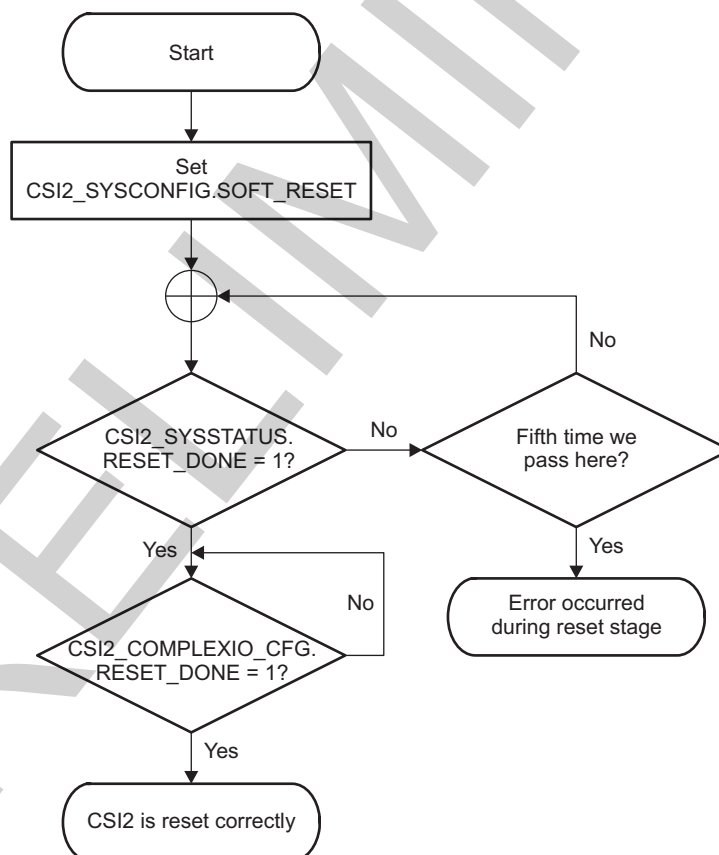 Start
Set
CSI2_SYSCONFIG.SOFT_RESET
No
CSI2_SYSSTATUS.
RESET_DONE = 1?
No
Fifth time we
pass here?
Yes
Yes
No
Error occurred
during reset stage
CSI2_COMPLEXIO_CFG.
RESET_DONE = 1?
Yes
CSI2 is reset correctly